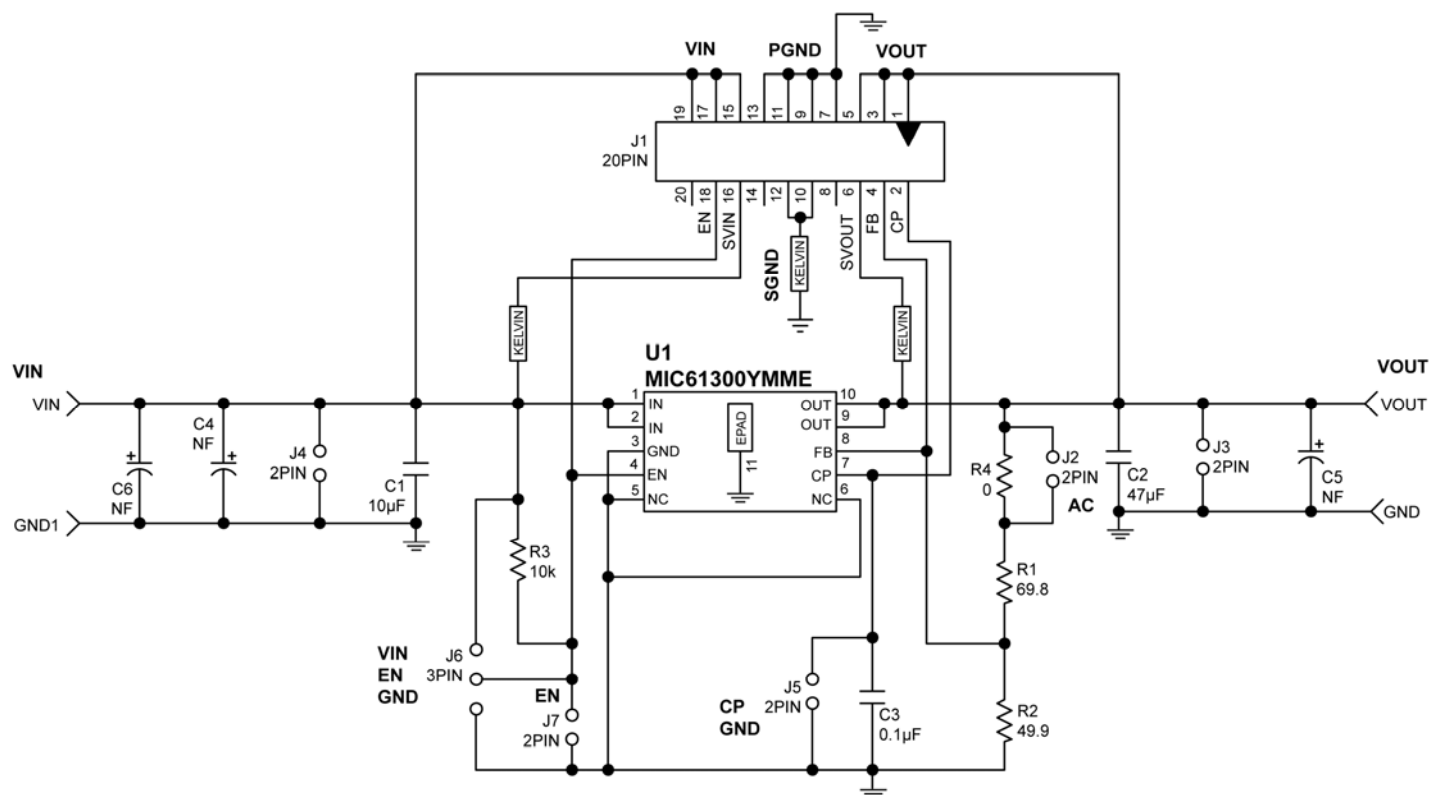 VIN
PGND
VOUT
19
17
15
13
11
9
7
5
3
1
J1
20PIN
20
18
16
14
12
10
8
6
4
2
EN
SVIN
SVOUT
FB
CP
KELVIN
SGND
KELVIN
KELVIN
U1
MIC61300YMME
VIN
VIN
GND1
C6
NF
C4
NF
J4
2PIN
C1
10µF
1
IN
2
IN
3
GND
4
EN
5
NC
EPAD
11
10
OUT
9
OUT
8
FB
7
CP
6
NC
VOUT
VOUT
GND
R4
0
J2
2PIN
AC
C2
47µF
J3
2PIN
C5
NF
R3
10k
R1
69.8
VIN
EN
GND
J6
3PIN
EN
J7
2PIN
CP
GND
J5
2PIN
C3
0.1µF
R2
49.9